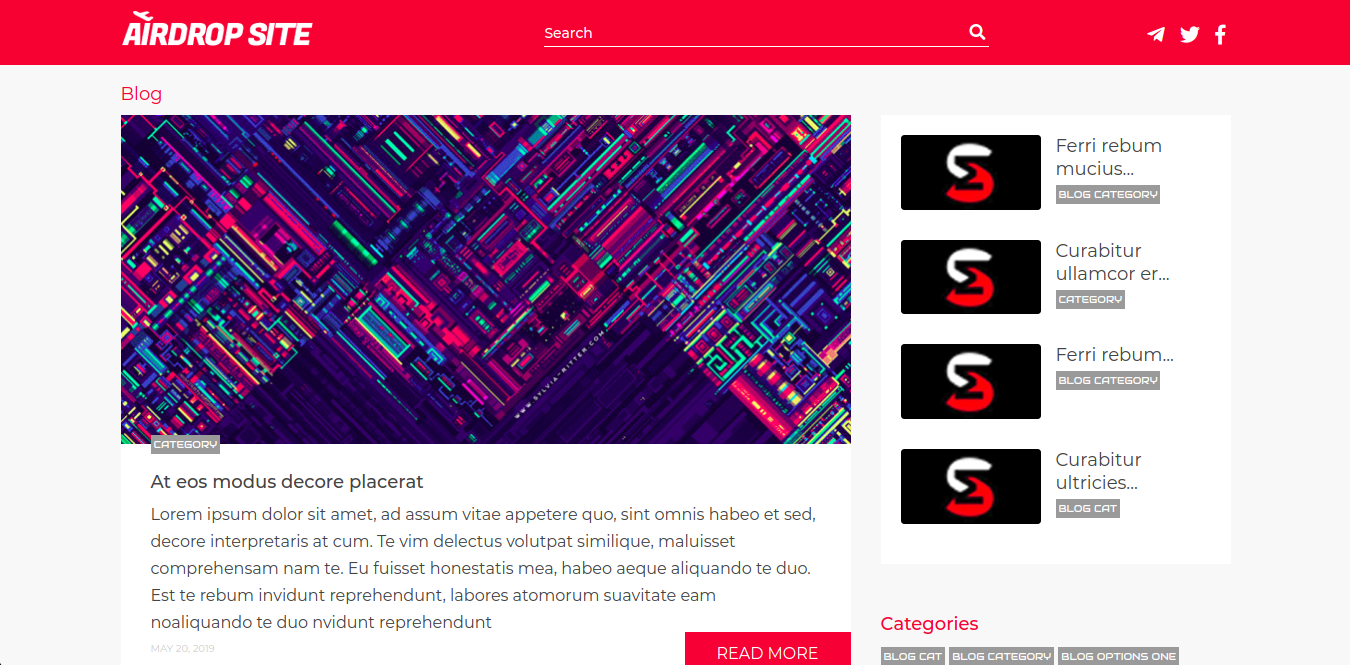 AIRDROP SITE
Search
Blog
WWW.SYLVIA-RITTER.COM
CATEGORY
At eos modus decore placerat
Lorem ipsum dolor sit amet, ad assum vitae appetere quo, sint omnis habeo et sed,
decore interpretaris at cum. Te vim delectus volutpat similique, maluisset
comprehensam nam te. Eu fuisset honestatis mea, habeo aeque aliquando te duo.
Est te rebum invidunt reprehendunt, labores atomorum suavitate eam
noaliquando te duo nvidunt reprehendunt
MAY 20, 2019
READ MORE
Ferri rebum
mucius...
BLOG CATEGORY
Curabitur
ullamcor er...
CATEGORY
Ferri rebum...
BLOG CATEGORY
Curabitur
ultricies...
BLOG CAT
Categories
BLOG CAT BLOG CATEGORY BLOG OPTIONS ONE